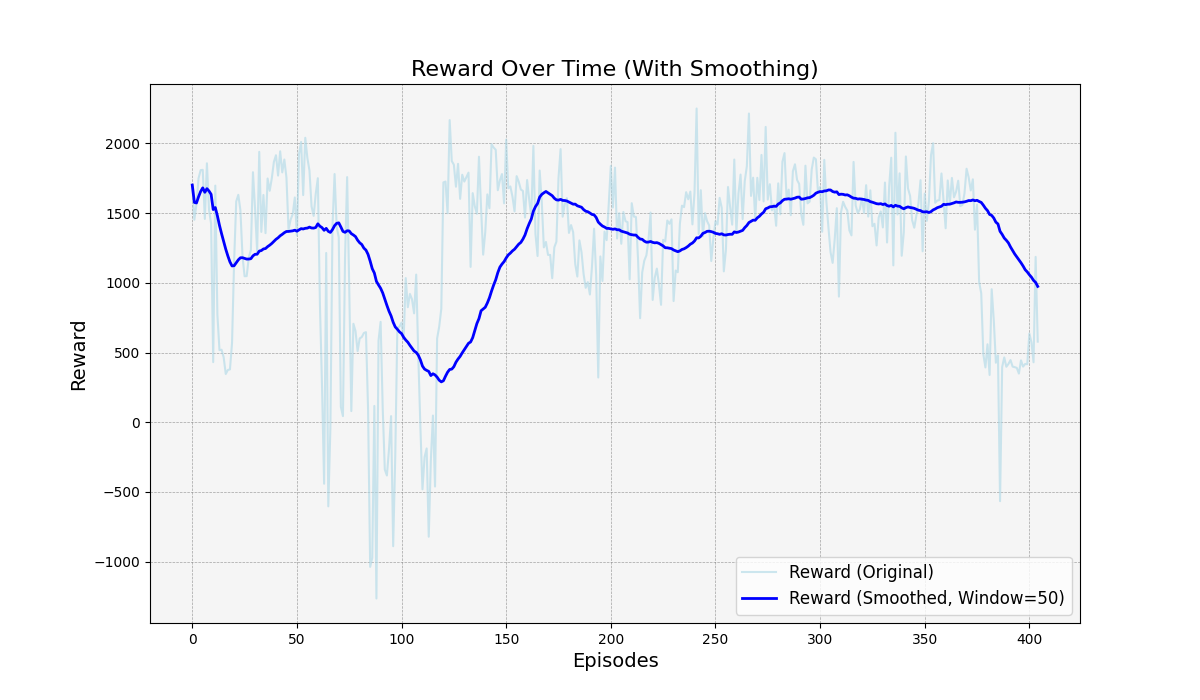 Reward Over Time (With Smoothing)
Reward
2000
1500
1000
500
0
−500
−1000
0 50 100 150 200 250 300 350 400
Episodes
Reward (Original)
Reward (Smoothed, Window=50)